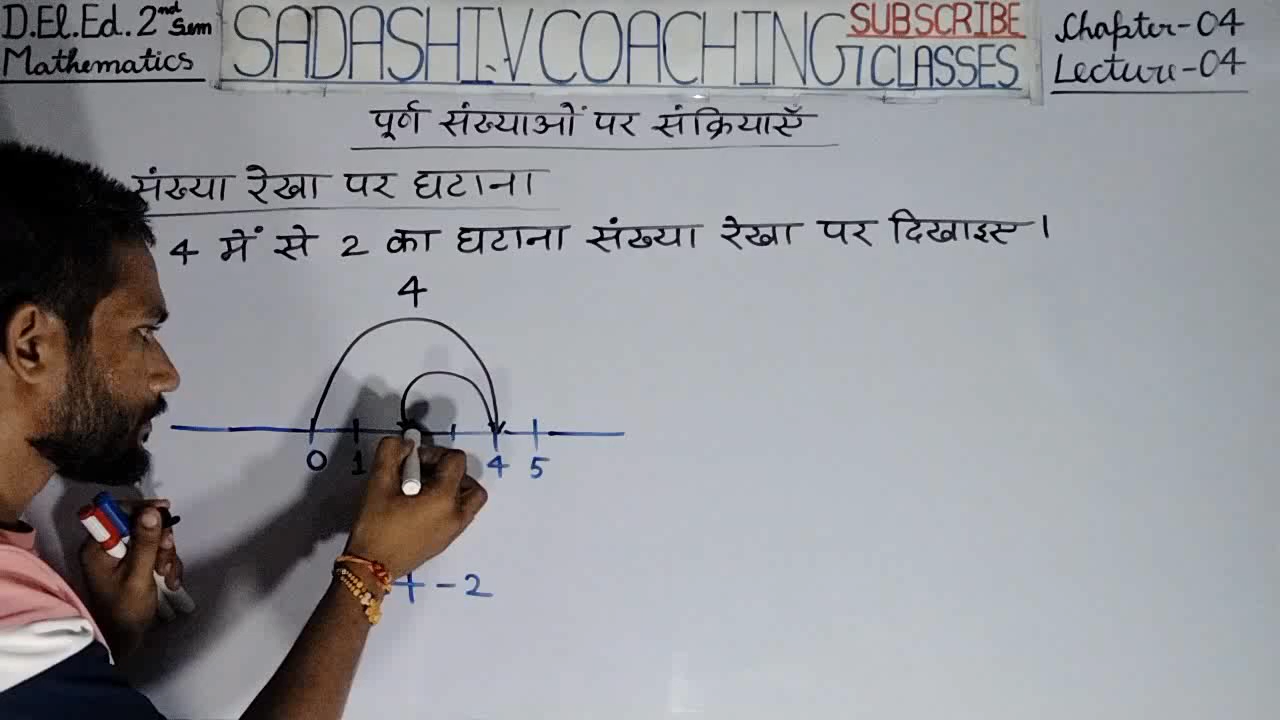 D.El.Ed. 2nd Sem
Mathematics
SADASHIV COACHING CLASSES
SUBSCRIBE
Chapter-04
Lecture-04
पूर्ण संख्याओं पर संक्रियाएँ
संख्या रेखा पर घटाना
4 में से 2 का घटाना संख्या रेखा पर दिखाइए।
4
0 1 4 5
4-2